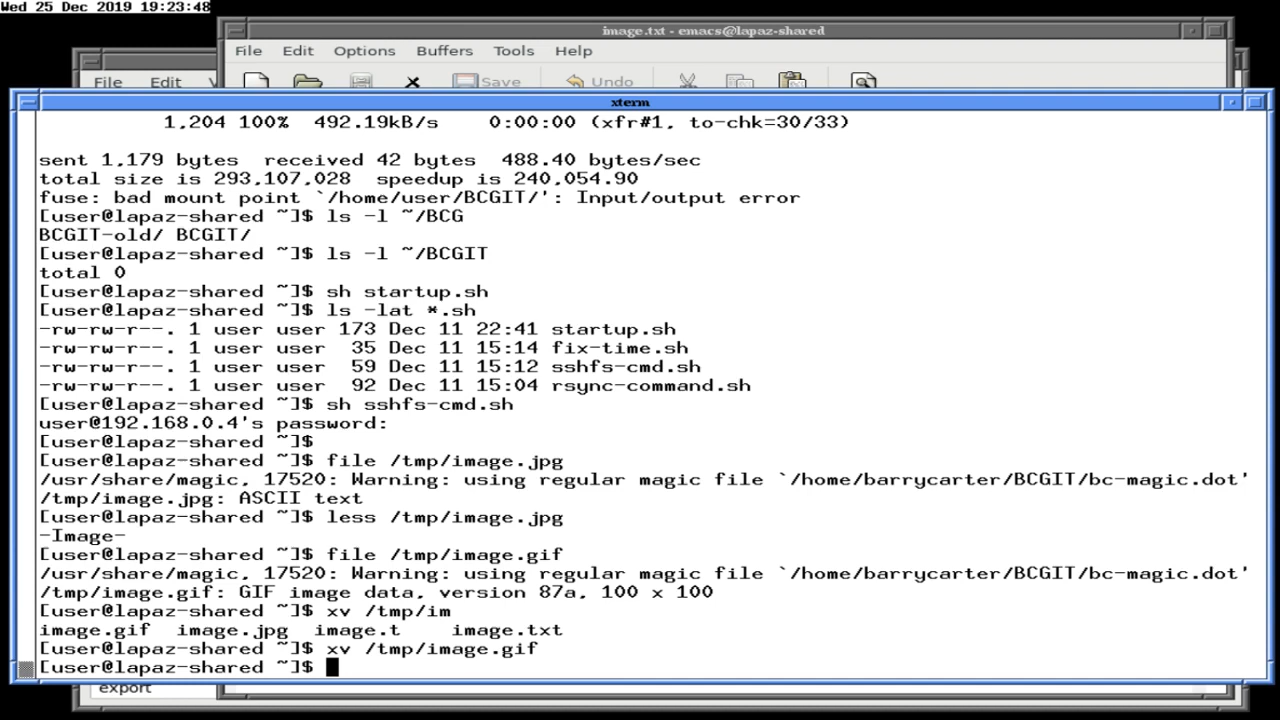 Wed 25 Dec 2019 19:23:48
image.txt - emacs@lapaz-shared
File Edit Options Buffers Tools Help
File Edit V
Save Undo
xterm
1,204 100% 492.19kB/s 0:00:00 (xfr#1, to-chk=30/33)
sent 1,179 bytes received 42 bytes 488.40 bytes/sec
total size is 293,107,028 speedup is 240,054.90
fuse: bad mount point `/home/user/BCGIT/': Input/output error
[user@lapaz-shared ~]$ ls -l ~/BCG
BCGIT-old/ BCGIT/
[user@lapaz-shared ~]$ ls -l ~/BCGIT
total 0
[user@lapaz-shared ~]$ sh startup.sh
[user@lapaz-shared ~]$ ls -lat *.sh
-rw-rw-r--. 1 user user 173 Dec 11 22:41 startup.sh
-rw-rw-r--. 1 user user 35 Dec 11 15:14 fix-time.sh
-rw-rw-r--. 1 user user 59 Dec 11 15:12 sshfs-cmd.sh
-rw-rw-r--. 1 user user 92 Dec 11 15:04 rsync-command.sh
[user@lapaz-shared ~]$ sh sshfs-cmd.sh
user@192.168.0.4's password:
[user@lapaz-shared ~]$
[user@lapaz-shared ~]$ file /tmp/image.jpg
/usr/share/magic, 17520: Warning: using regular magic file `/home/barrycarter/BCGIT/bc-magic.dot'
/tmp/image.jpg: ASCII text
[user@lapaz-shared ~]$ less /tmp/image.jpg
-Image-
[user@lapaz-shared ~]$ file /tmp/image.gif
/usr/share/magic, 17520: Warning: using regular magic file `/home/barrycarter/BCGIT/bc-magic.dot'
/tmp/image.gif: GIF image data, version 87a, 100 x 100
[user@lapaz-shared ~]$ xv /tmp/im
image.gif image.jpg image.t image.txt
[user@lapaz-shared ~]$ xv /tmp/image.gif
[user@lapaz-shared ~]$
export